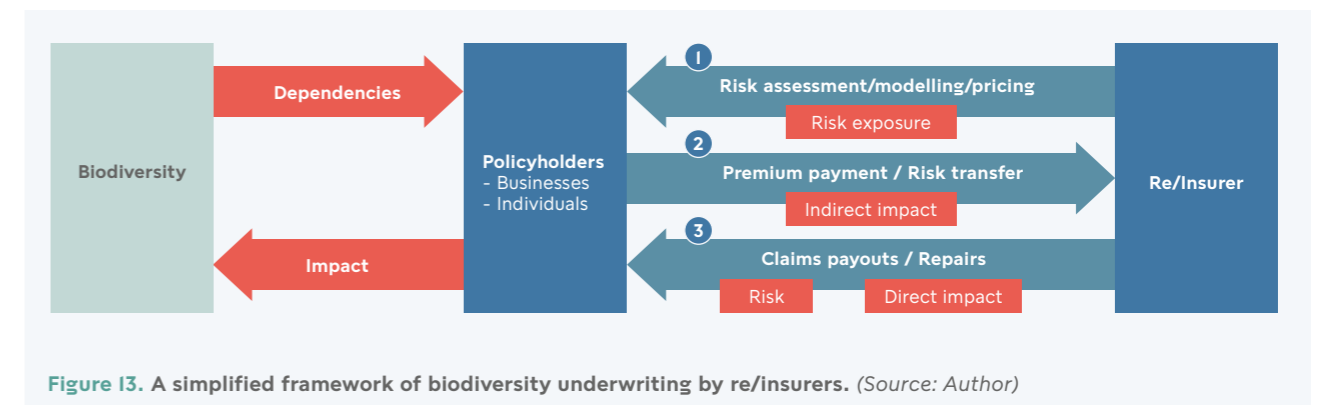 Biodiversity
Dependencies
Impact
Policyholders
- Businesses
- Individuals
1
Risk assessment/modelling/pricing
Risk exposure
2
Premium payment / Risk transfer
Indirect impact
3
Claims payouts / Repairs
Risk
Direct impact
Re/Insurer
Figure 13. A simplified framework of biodiversity underwriting by re/insurers. (Source: Author)